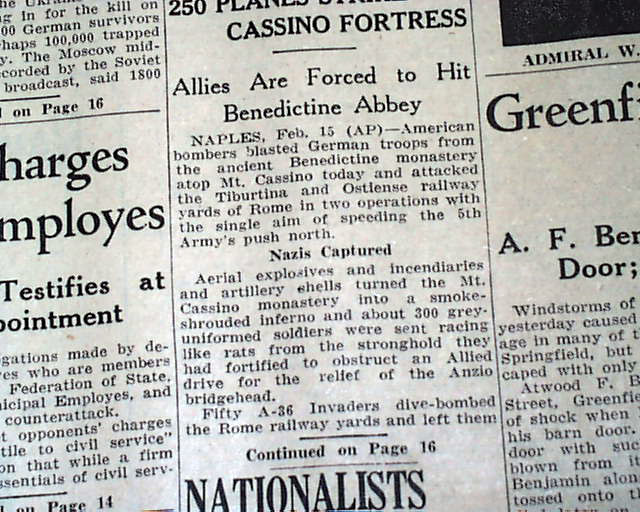 g in for the kill on
00 German survivors
haps 100,000 trapped
y. The Moscow mid-
corded by the Soviet
broadcast, said 1800
on Page 16
harges
mployes
Testifies at
pointment
gations made by de-
es who are members
Federation of State,
nicipal Employes, and
counterattack.
t opponents' charges
tile to civil service"
on that while a firm
ssentials of civil serv-
on Page 14
250 PLANES
CASSINO FORTRESS
Allies Are Forced to Hit
Benedictine Abbey
NAPLES, Feb. 15 (AP)—American
bombers blasted German troops from
the ancient Benedictine monastery
atop Mt. Cassino today and attacked
the Tiburtina and Ostiense railway
yards of Rome in two operations with
the single aim of speeding the 5th
Army's push north.
Nazis Captured
Aerial explosives and incendiaries
and artillery shells turned the Mt.
Cassino monastery into a smoke-
shrouded inferno and about 300 grey-
uniformed soldiers were sent racing
like rats from the stronghold they
had fortified to obstruct an Allied
drive for the relief of the Anzio
bridgehead.
Fifty A-36 Invaders dive-bombed
the Rome railway yards and left them
Continued on Page 16
NATIONALISTS
ADMIRAL W.
Greenfi
A. F. Ben
Door;
Windstorms of
yesterday caused
age in many of t
Springfield, but
caped with only
Atwood F. B
Street, Greenfie
of shock when
his barn door.
door with suc
blown from it
Benjamin alon
tossed onto t